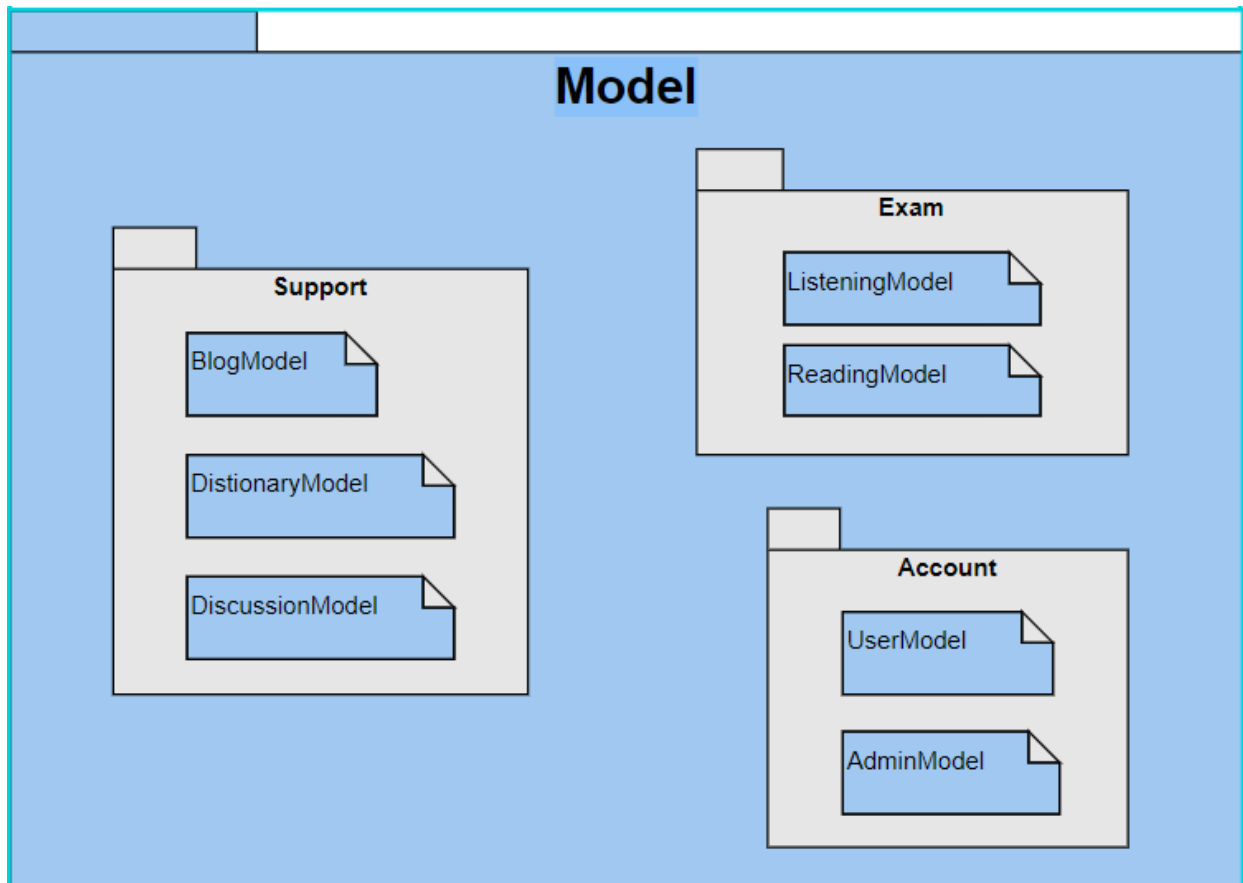 Model
Support
BlogModel
DistionaryModel
DiscussionModel
Exam
ListeningModel
ReadingModel
Account
UserModel
AdminModel